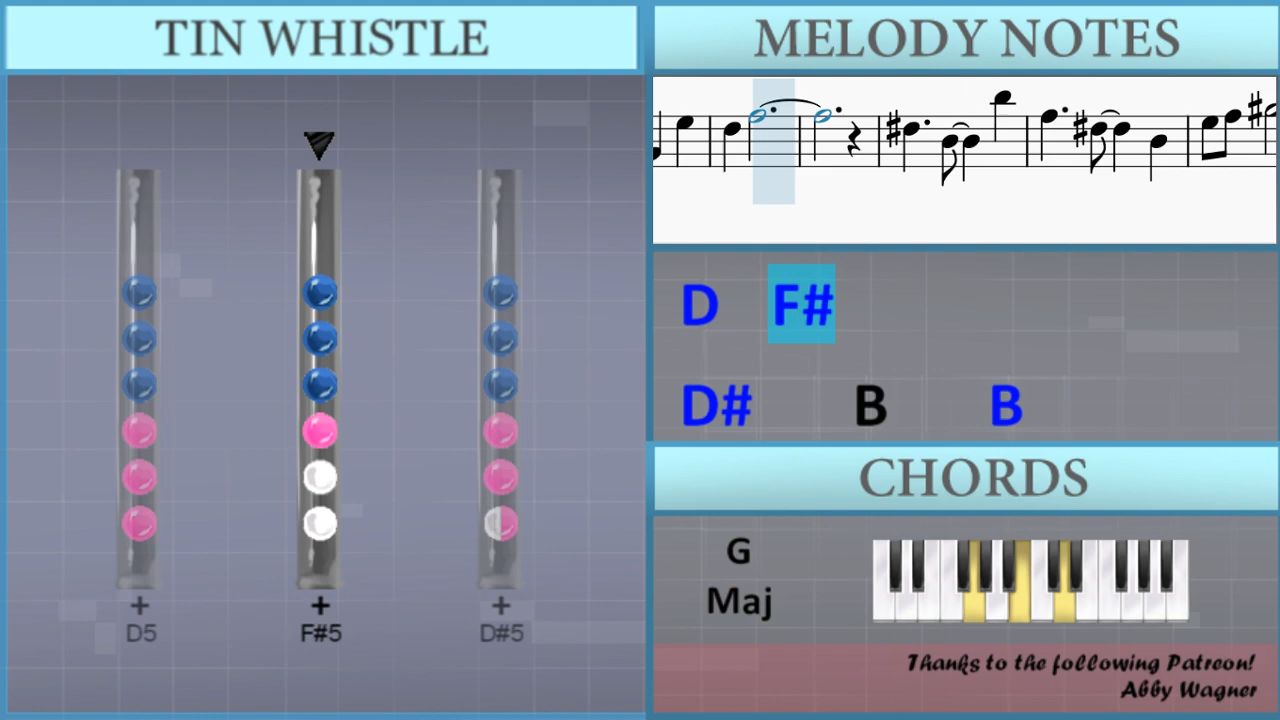 TIN WHISTLE
+ + +
D5 F#5 D#5
MELODY NOTES
D F#
D# B B
CHORDS
G
Maj
Thanks to the following Patreon!
Abby Wagner